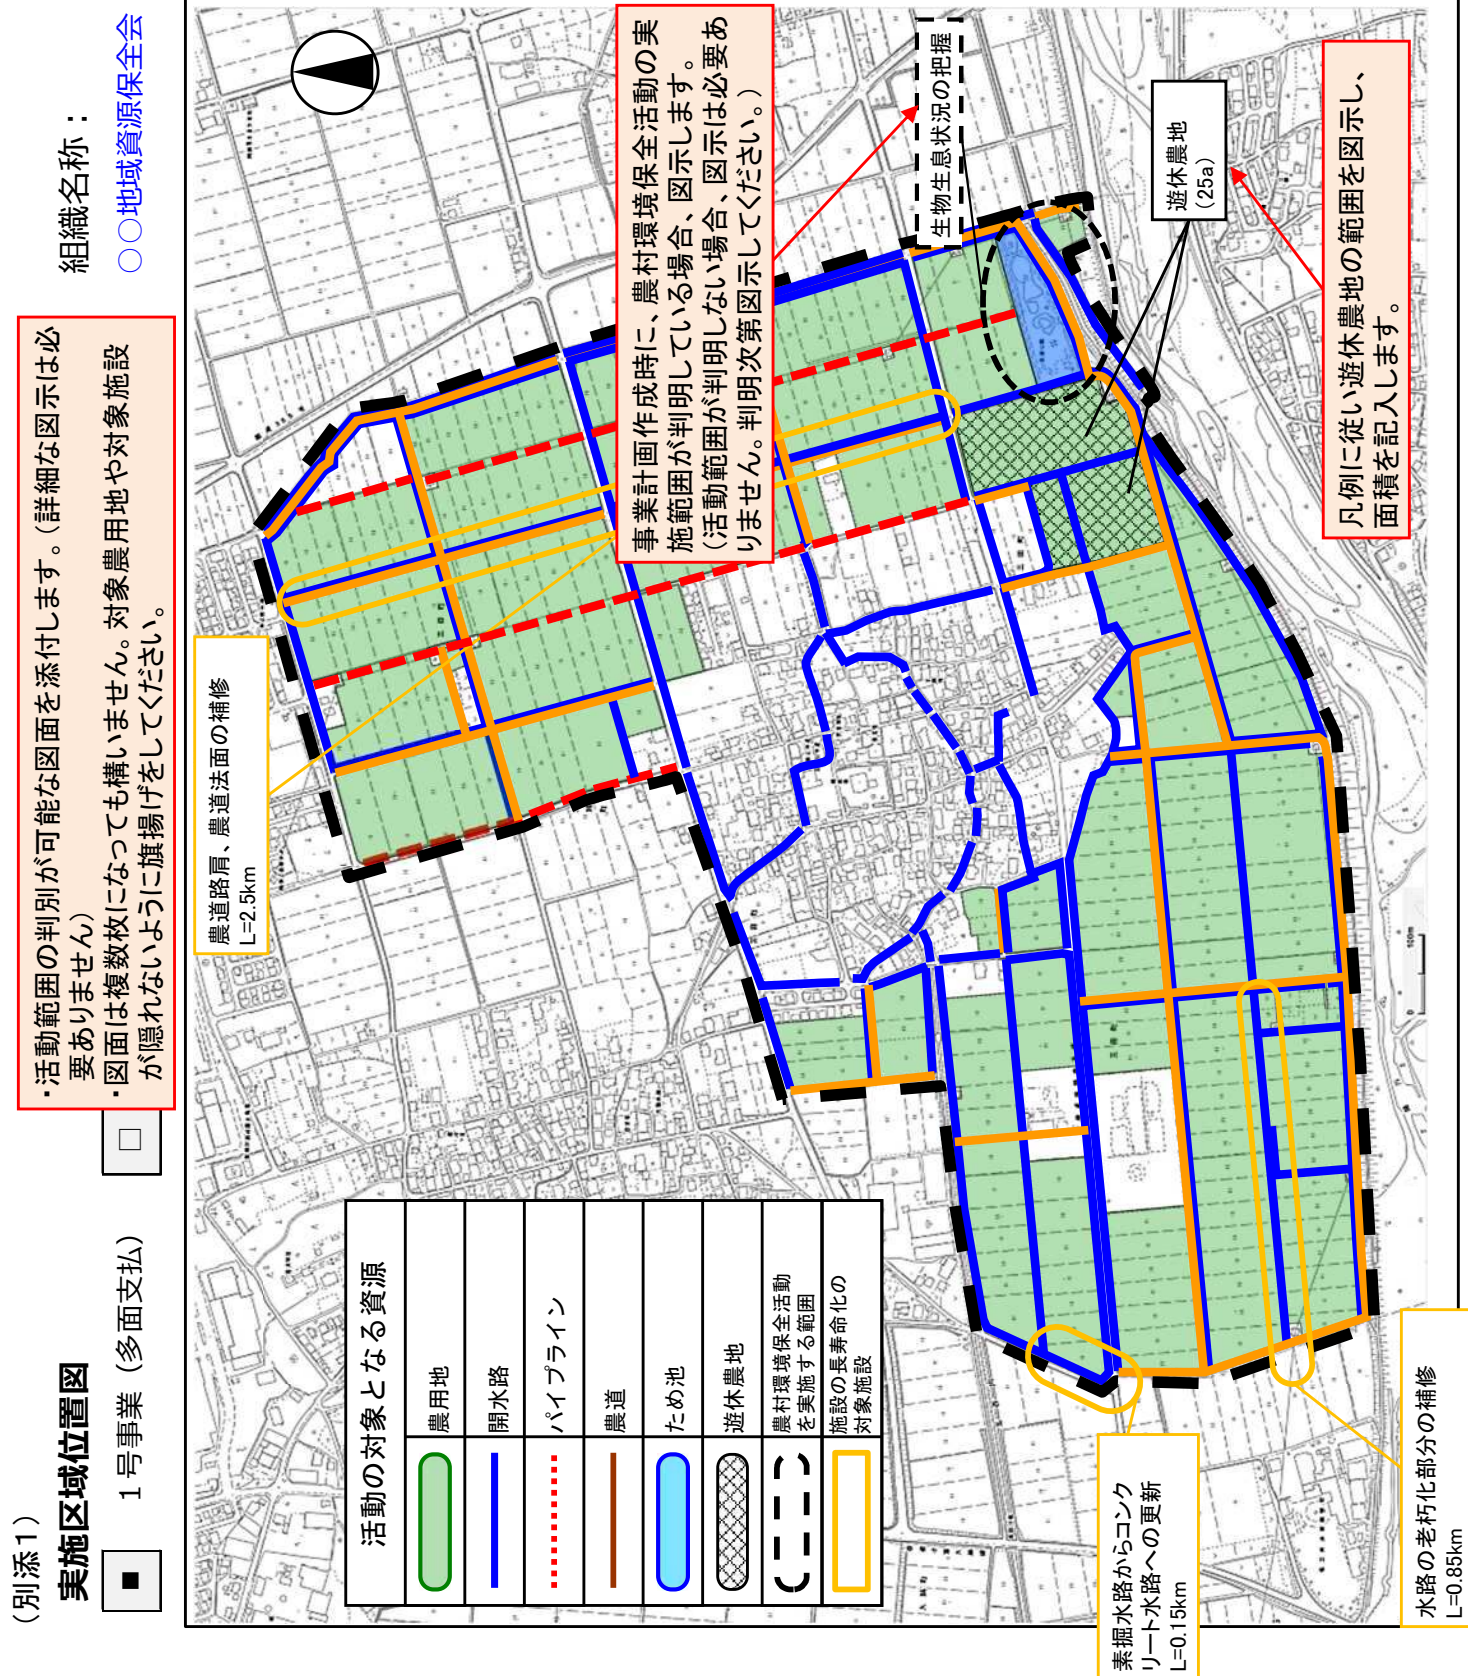 （別添１）
実施区域位置図
■
１号事業（多面支払）
□
組織名称：
○○地域資源保全会
・活動範囲の判別が可能な図面を添付します。（詳細な図示は必
要ありません）
・図面は複数枚になっても構いません。対象農用地や対象施設
が隠れないように旗揚げをしてください。
農道路肩、農道法面の補修
L=2.5km
事業計画作成時に、農村環境保全活動の実
施範囲が判明している場合、図示します。
（活動範囲が判明しない場合、図示は必要あ
りません。判明次第図示してください。）
生物生息状況の把握
遊休農地
（25a）
凡例に従い遊休農地の範囲を図示し、
面積を記入します。
活動の対象となる資源
農用地
開水路
パイプライン
農道
ため池
遊休農地
農村環境保全活動
を実施する範囲
施設の長寿命化の
対象施設
素掘水路からコンク
リート水路への更新
L=0.15km
水路の老朽化部分の補修
L=0.85km
0 100m